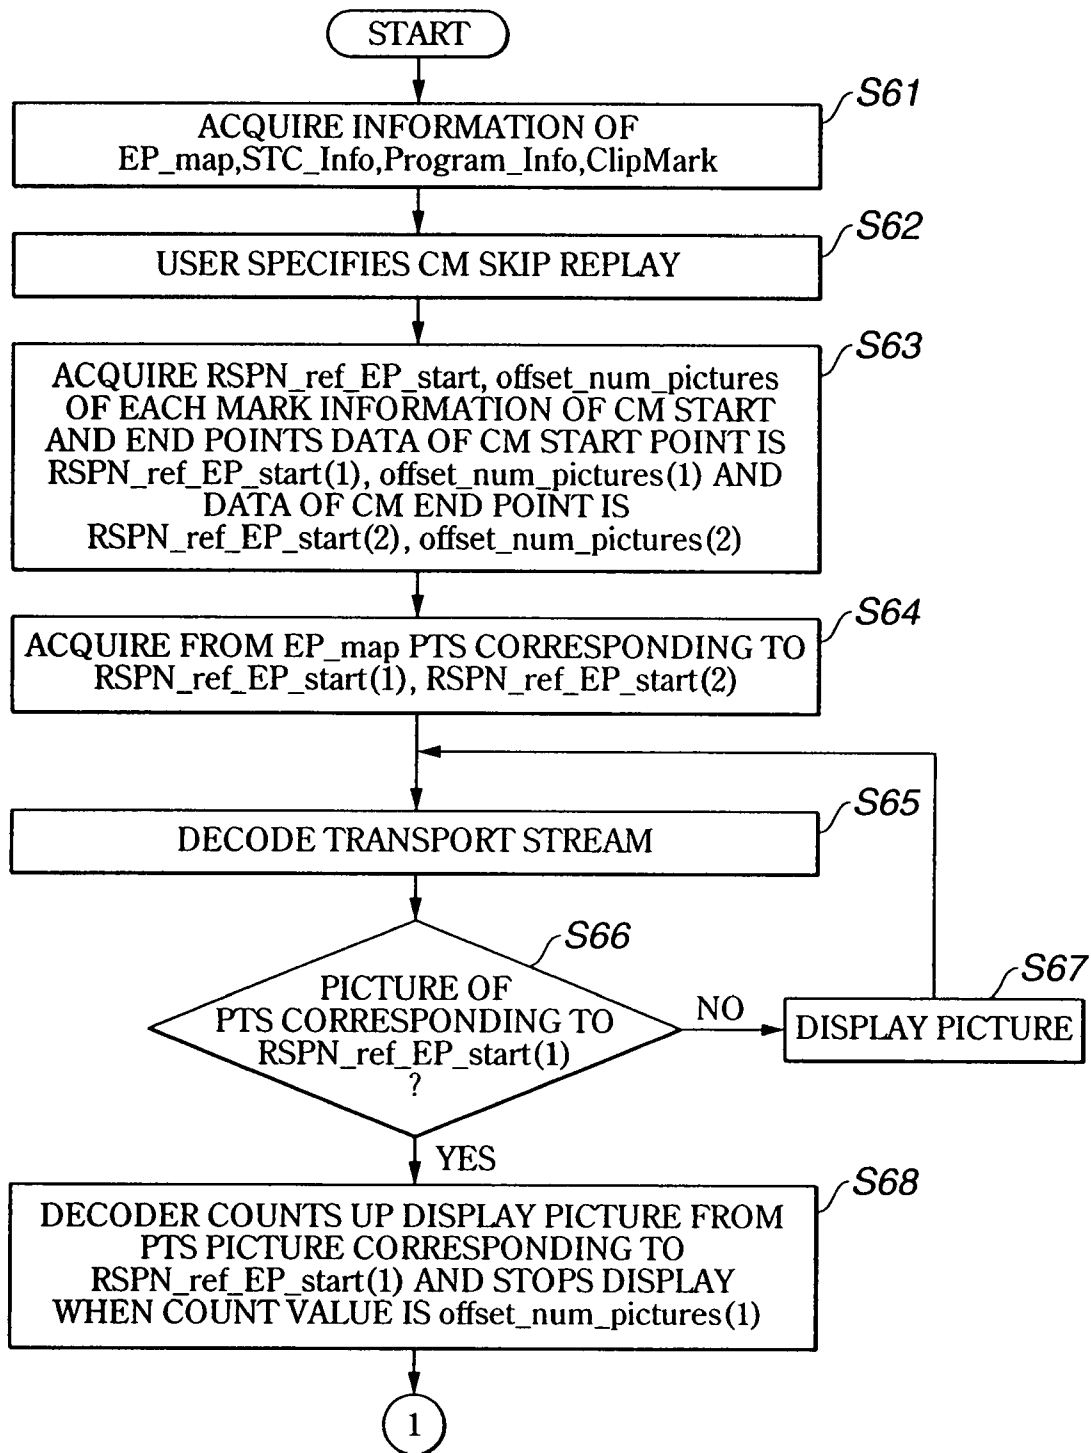 START
S61
ACQUIRE INFORMATION OF
EP_map,STC_Info,Program_Info,ClipMark
S62
USER SPECIFIES CM SKIP REPLAY
S63
ACQUIRE RSPN_ref_EP_start, offset_num_pictures
OF EACH MARK INFORMATION OF CM START
AND END POINTS DATA OF CM START POINT IS
RSPN_ref_EP_start(1), offset_num_pictures(1) AND
DATA OF CM END POINT IS
RSPN_ref_EP_start(2), offset_num_pictures(2)
S64
ACQUIRE FROM EP_map PTS CORRESPONDING TO
RSPN_ref_EP_start(1), RSPN_ref_EP_start(2)
S65
DECODE TRANSPORT STREAM
S66
PICTURE OF
PTS CORRESPONDING TO
RSPN_ref_EP_start(1)
?
NO
S67
DISPLAY PICTURE
YES
S68
DECODER COUNTS UP DISPLAY PICTURE FROM
PTS PICTURE CORRESPONDING TO
RSPN_ref_EP_start(1) AND STOPS DISPLAY
WHEN COUNT VALUE IS offset_num_pictures(1)
1